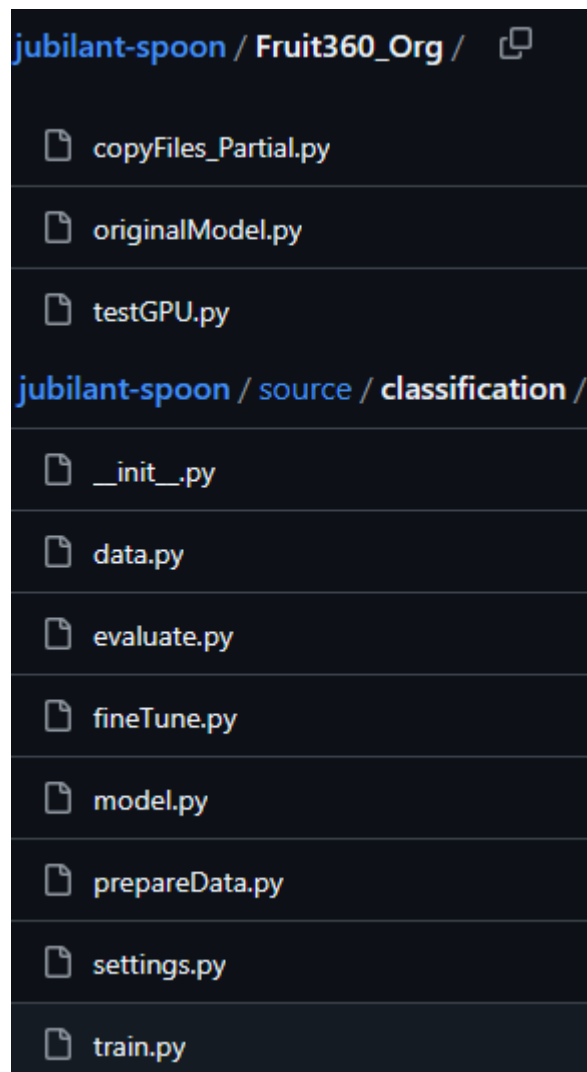 jubilant-spoon / Fruit360_Org /
copyFiles_Partial.py
originalModel.py
testGPU.py
jubilant-spoon / source / classification /
__init__.py
data.py
evaluate.py
fineTune.py
model.py
prepareData.py
settings.py
train.py